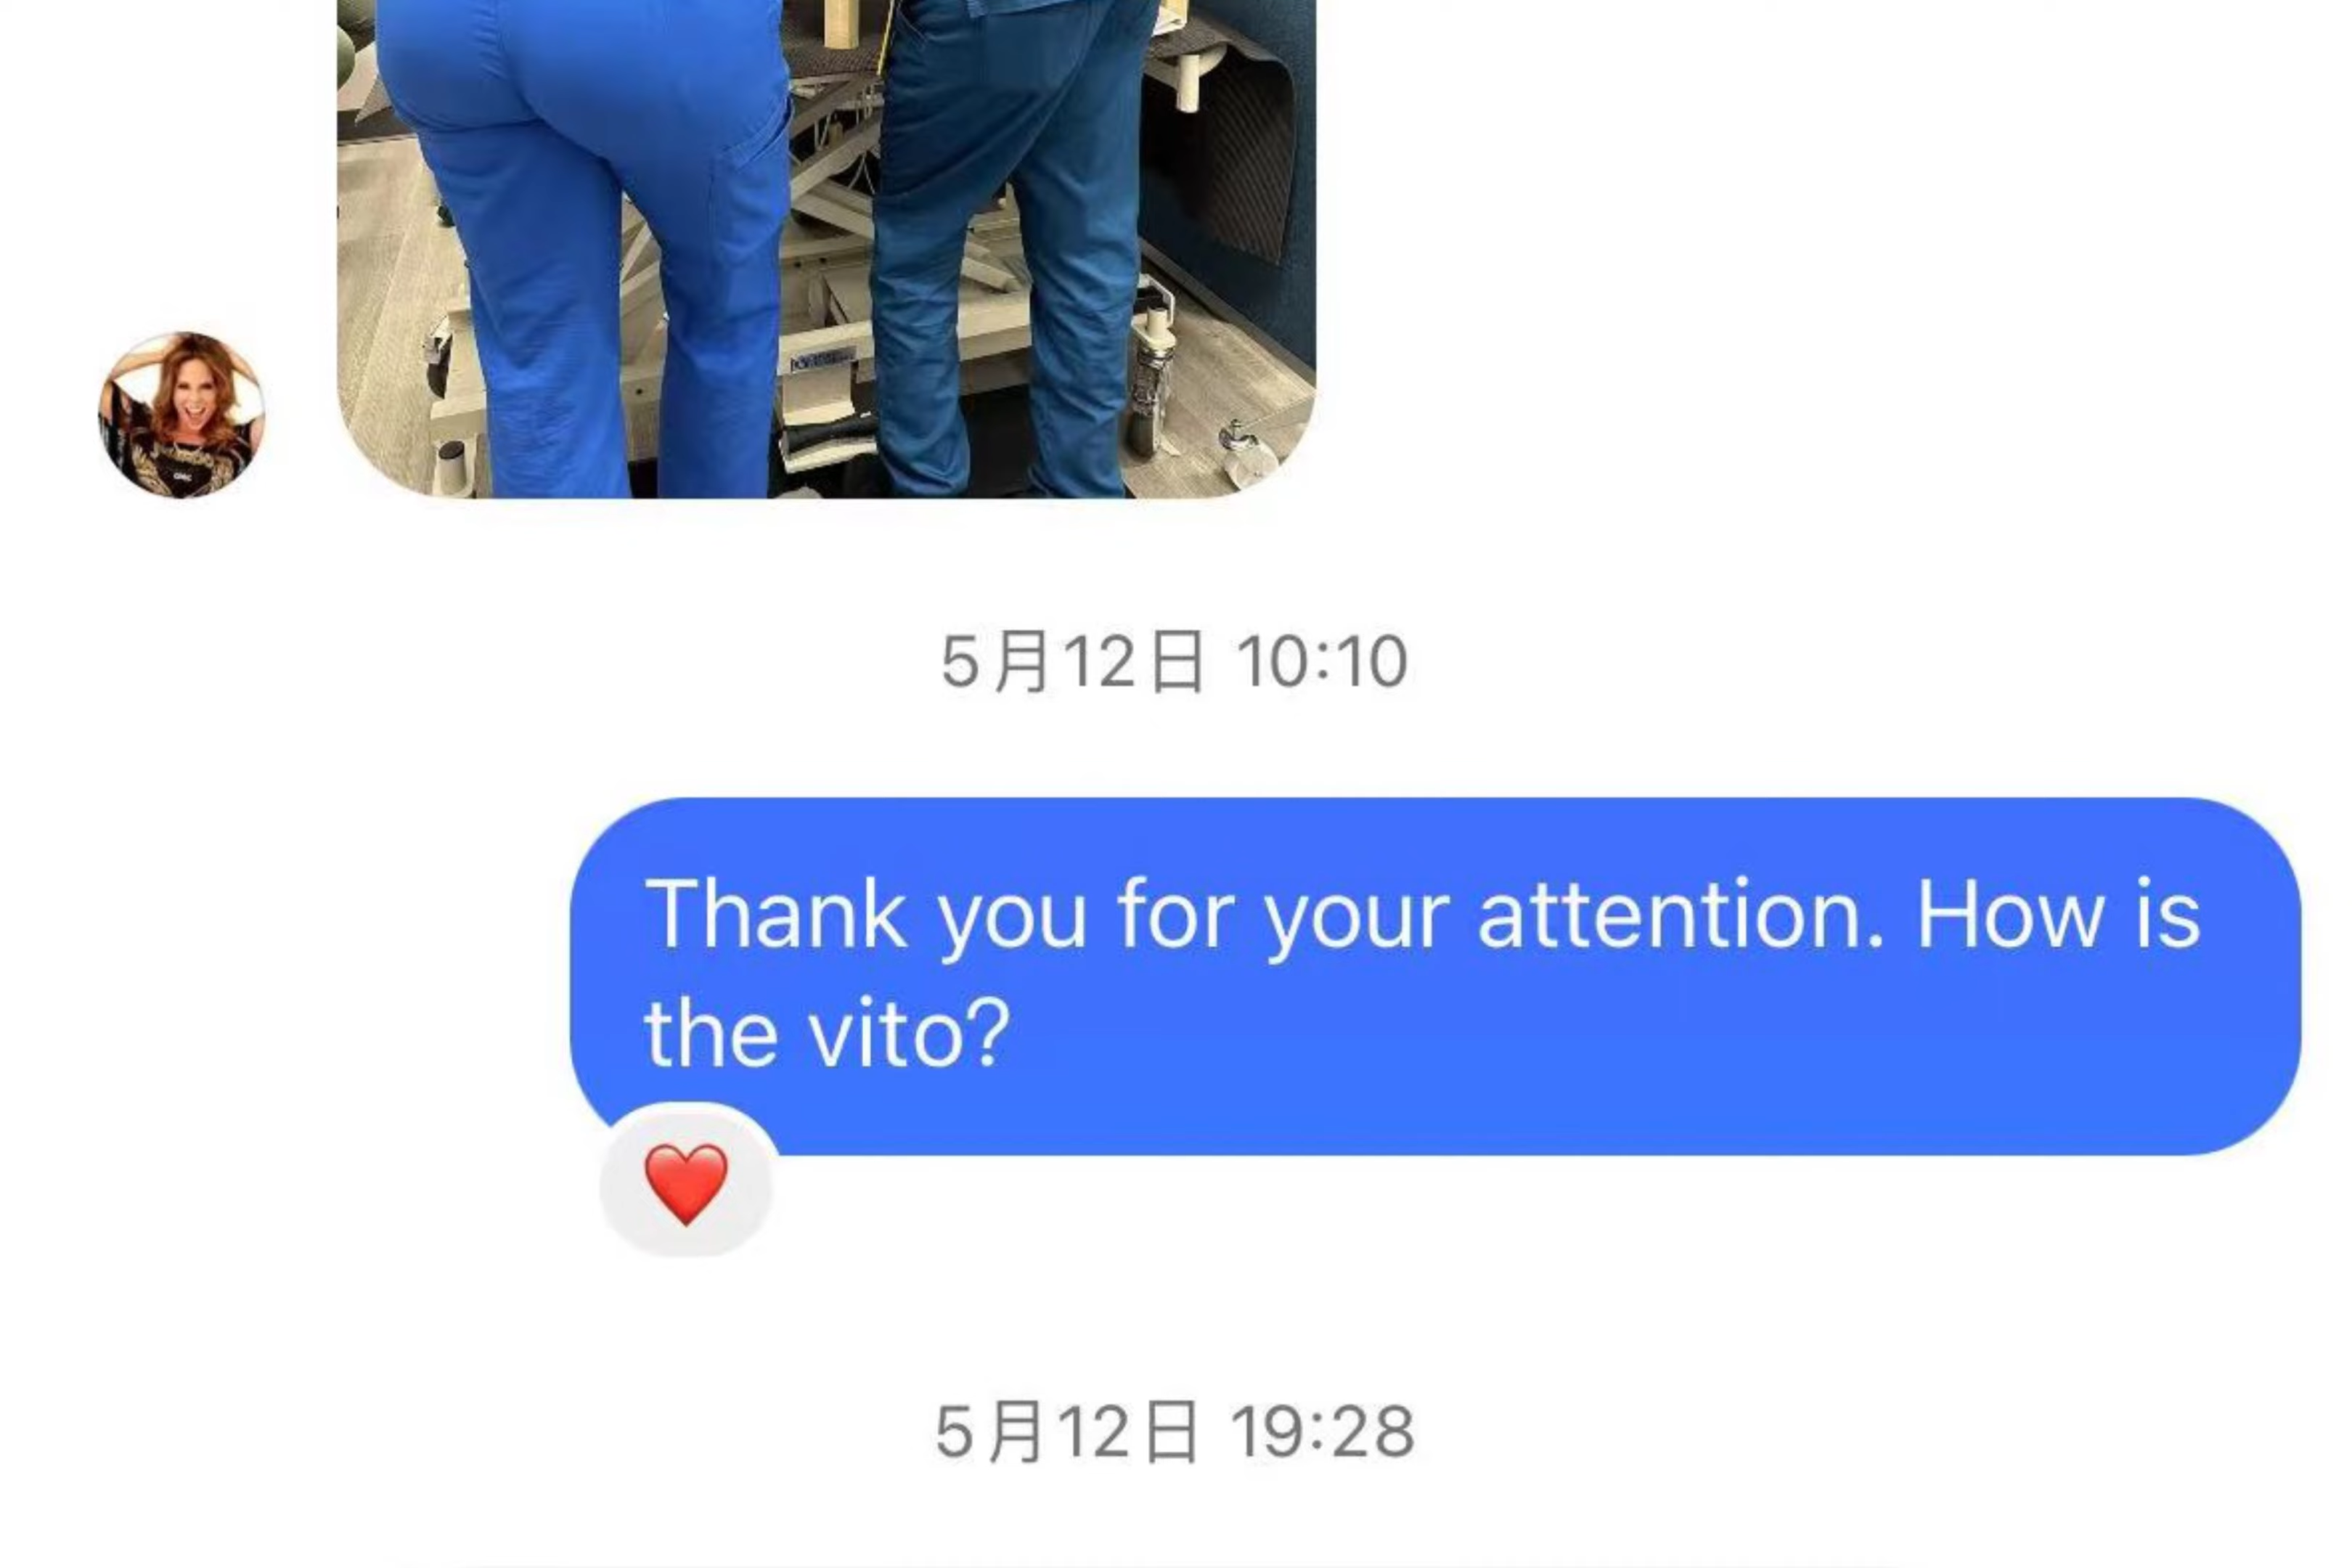 5月12日 10:10
Thank you for your attention. How is
the vito?
5月12日 19:28